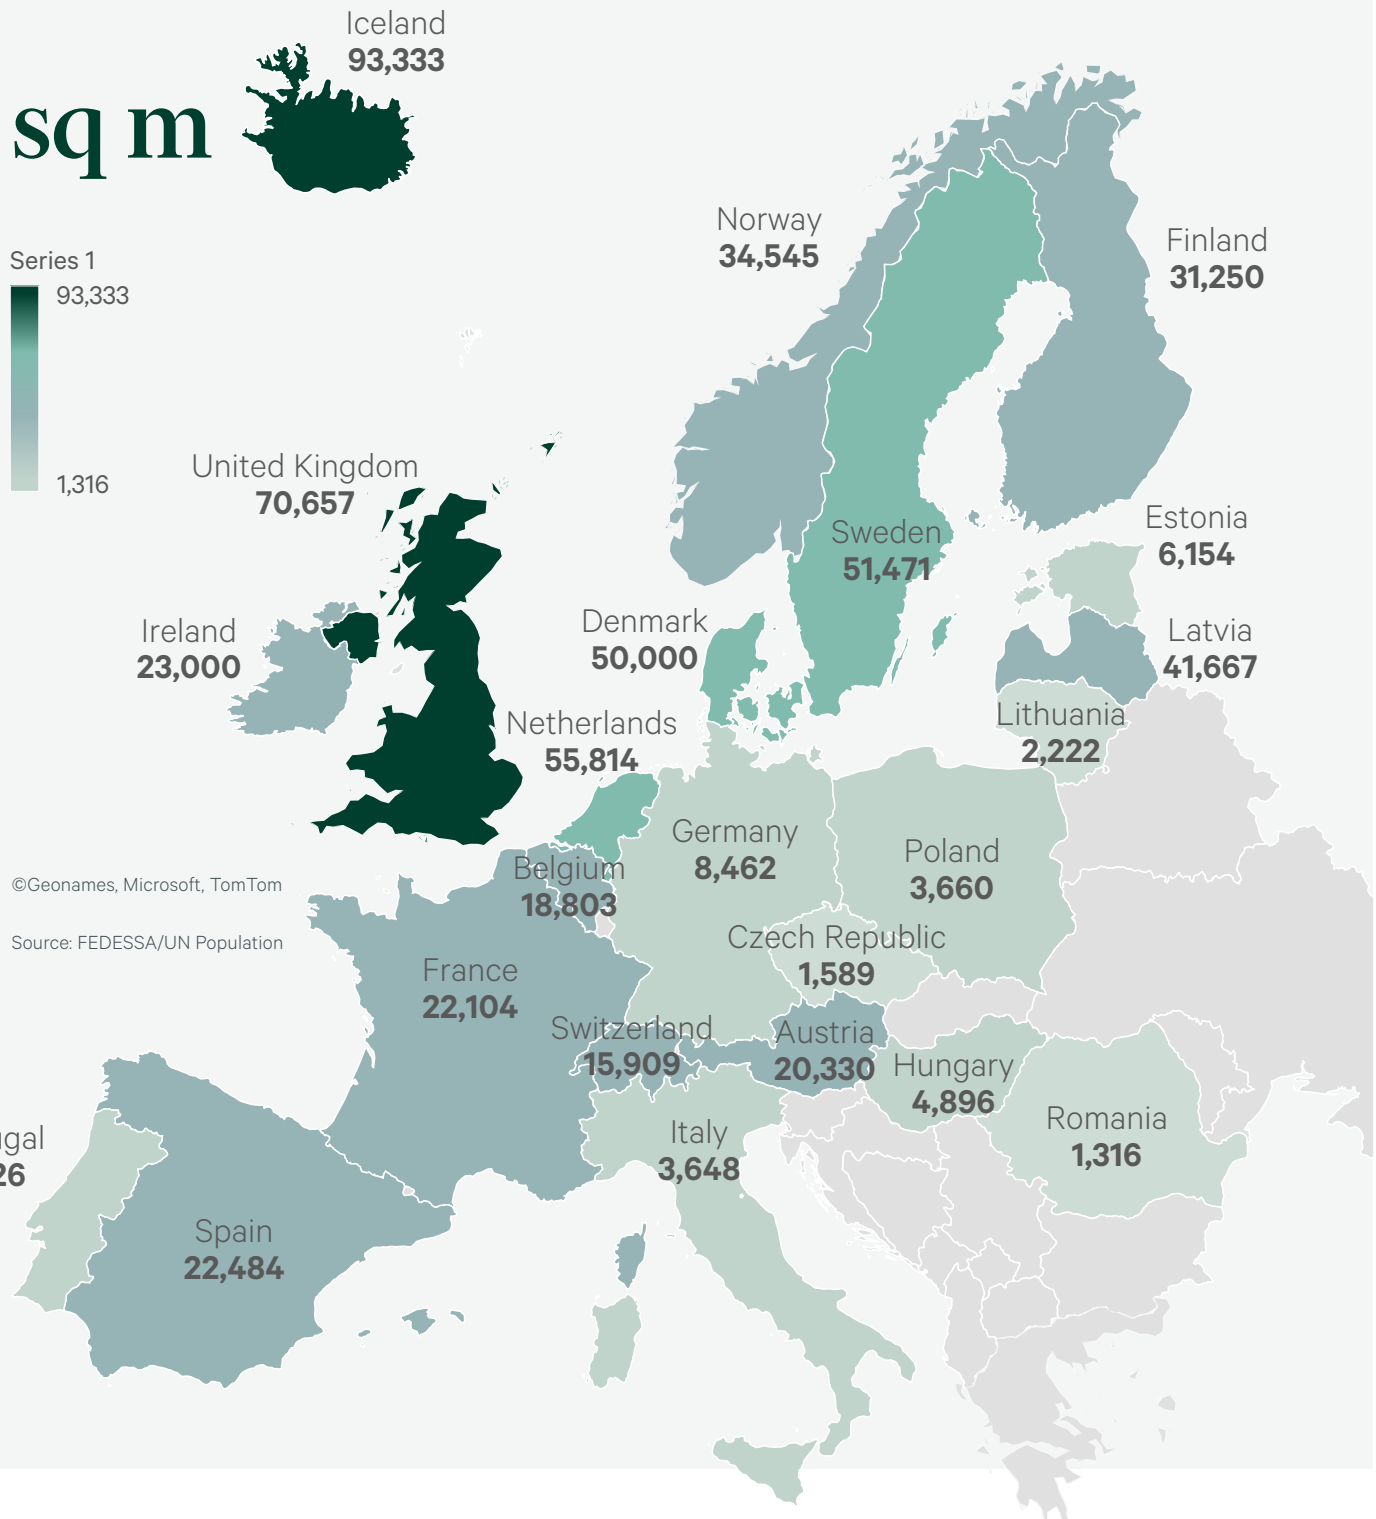 Iceland
93,333
sq m
Norway
34,545
Finland
31,250
Series 1
93,333
1,316
United Kingdom
70,657
Sweden
51,471
Estonia
6,154
Ireland
23,000
Denmark
50,000
Latvia
41,667
Netherlands
55,814
Lithuania
2,222
Germany
8,462
Poland
3,660
Belgium
18,803
©Geonames, Microsoft, TomTom
Source: FEDESSA/UN Population
Czech Republic
1,589
France
22,104
Switzerland
15,909
Austria
20,330
Hungary
4,896
Romania
1,316
Italy
3,648
gal
26
Spain
22,484